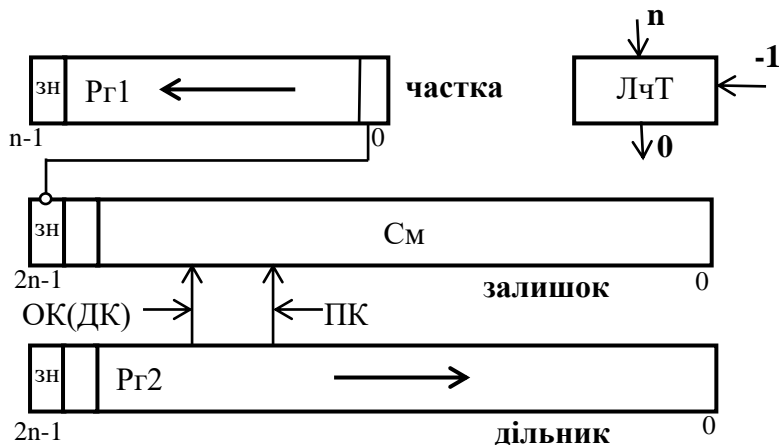 n
зн Рг1 частка ЛчТ -1
n-1 0 0
зн См
2n-1 залишок 0
ОК(ДК) ПК
зн Рг2
2n-1 дільник 0